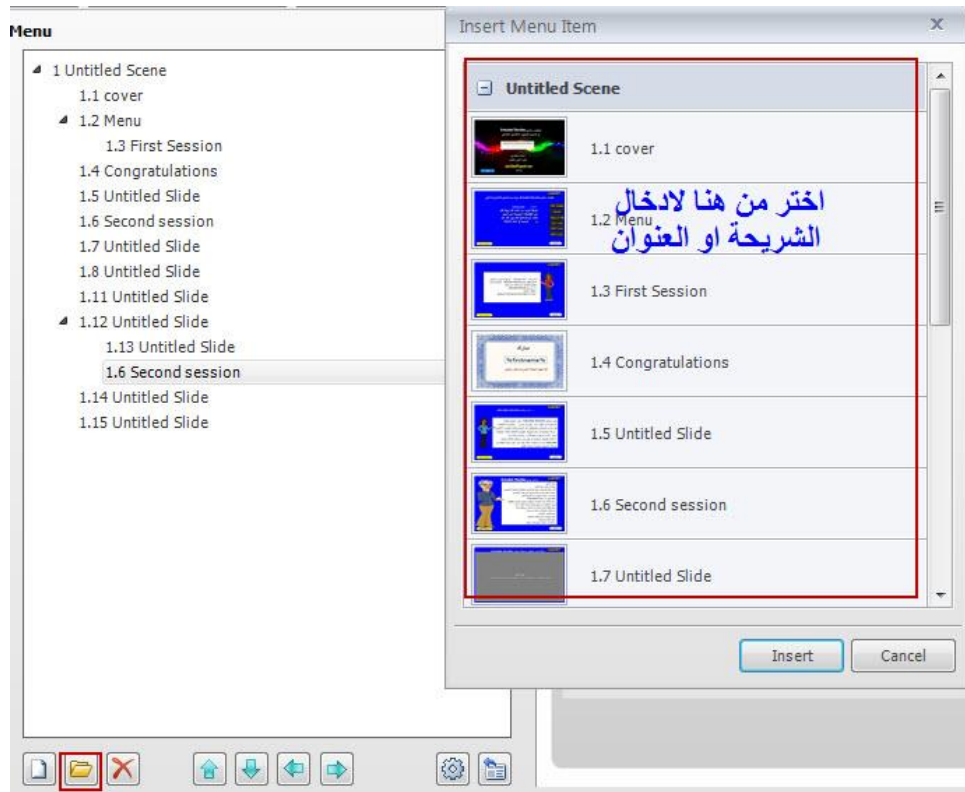 Menu
1 Untitled Scene
1.1 cover
1.2 Menu
1.3 First Session
1.4 Congratulations
1.5 Untitled Slide
1.6 Second session
1.7 Untitled Slide
1.8 Untitled Slide
1.11 Untitled Slide
1.12 Untitled Slide
1.13 Untitled Slide
1.6 Second session
1.14 Untitled Slide
1.15 Untitled Slide
Insert Menu Item
Untitled Scene
1.1 cover
1.2 Menu
اختر من هنا لادخال
الشريحة او العنوان
1.3 First Session
1.4 Congratulations
1.5 Untitled Slide
1.6 Second session
1.7 Untitled Slide
Insert
Cancel